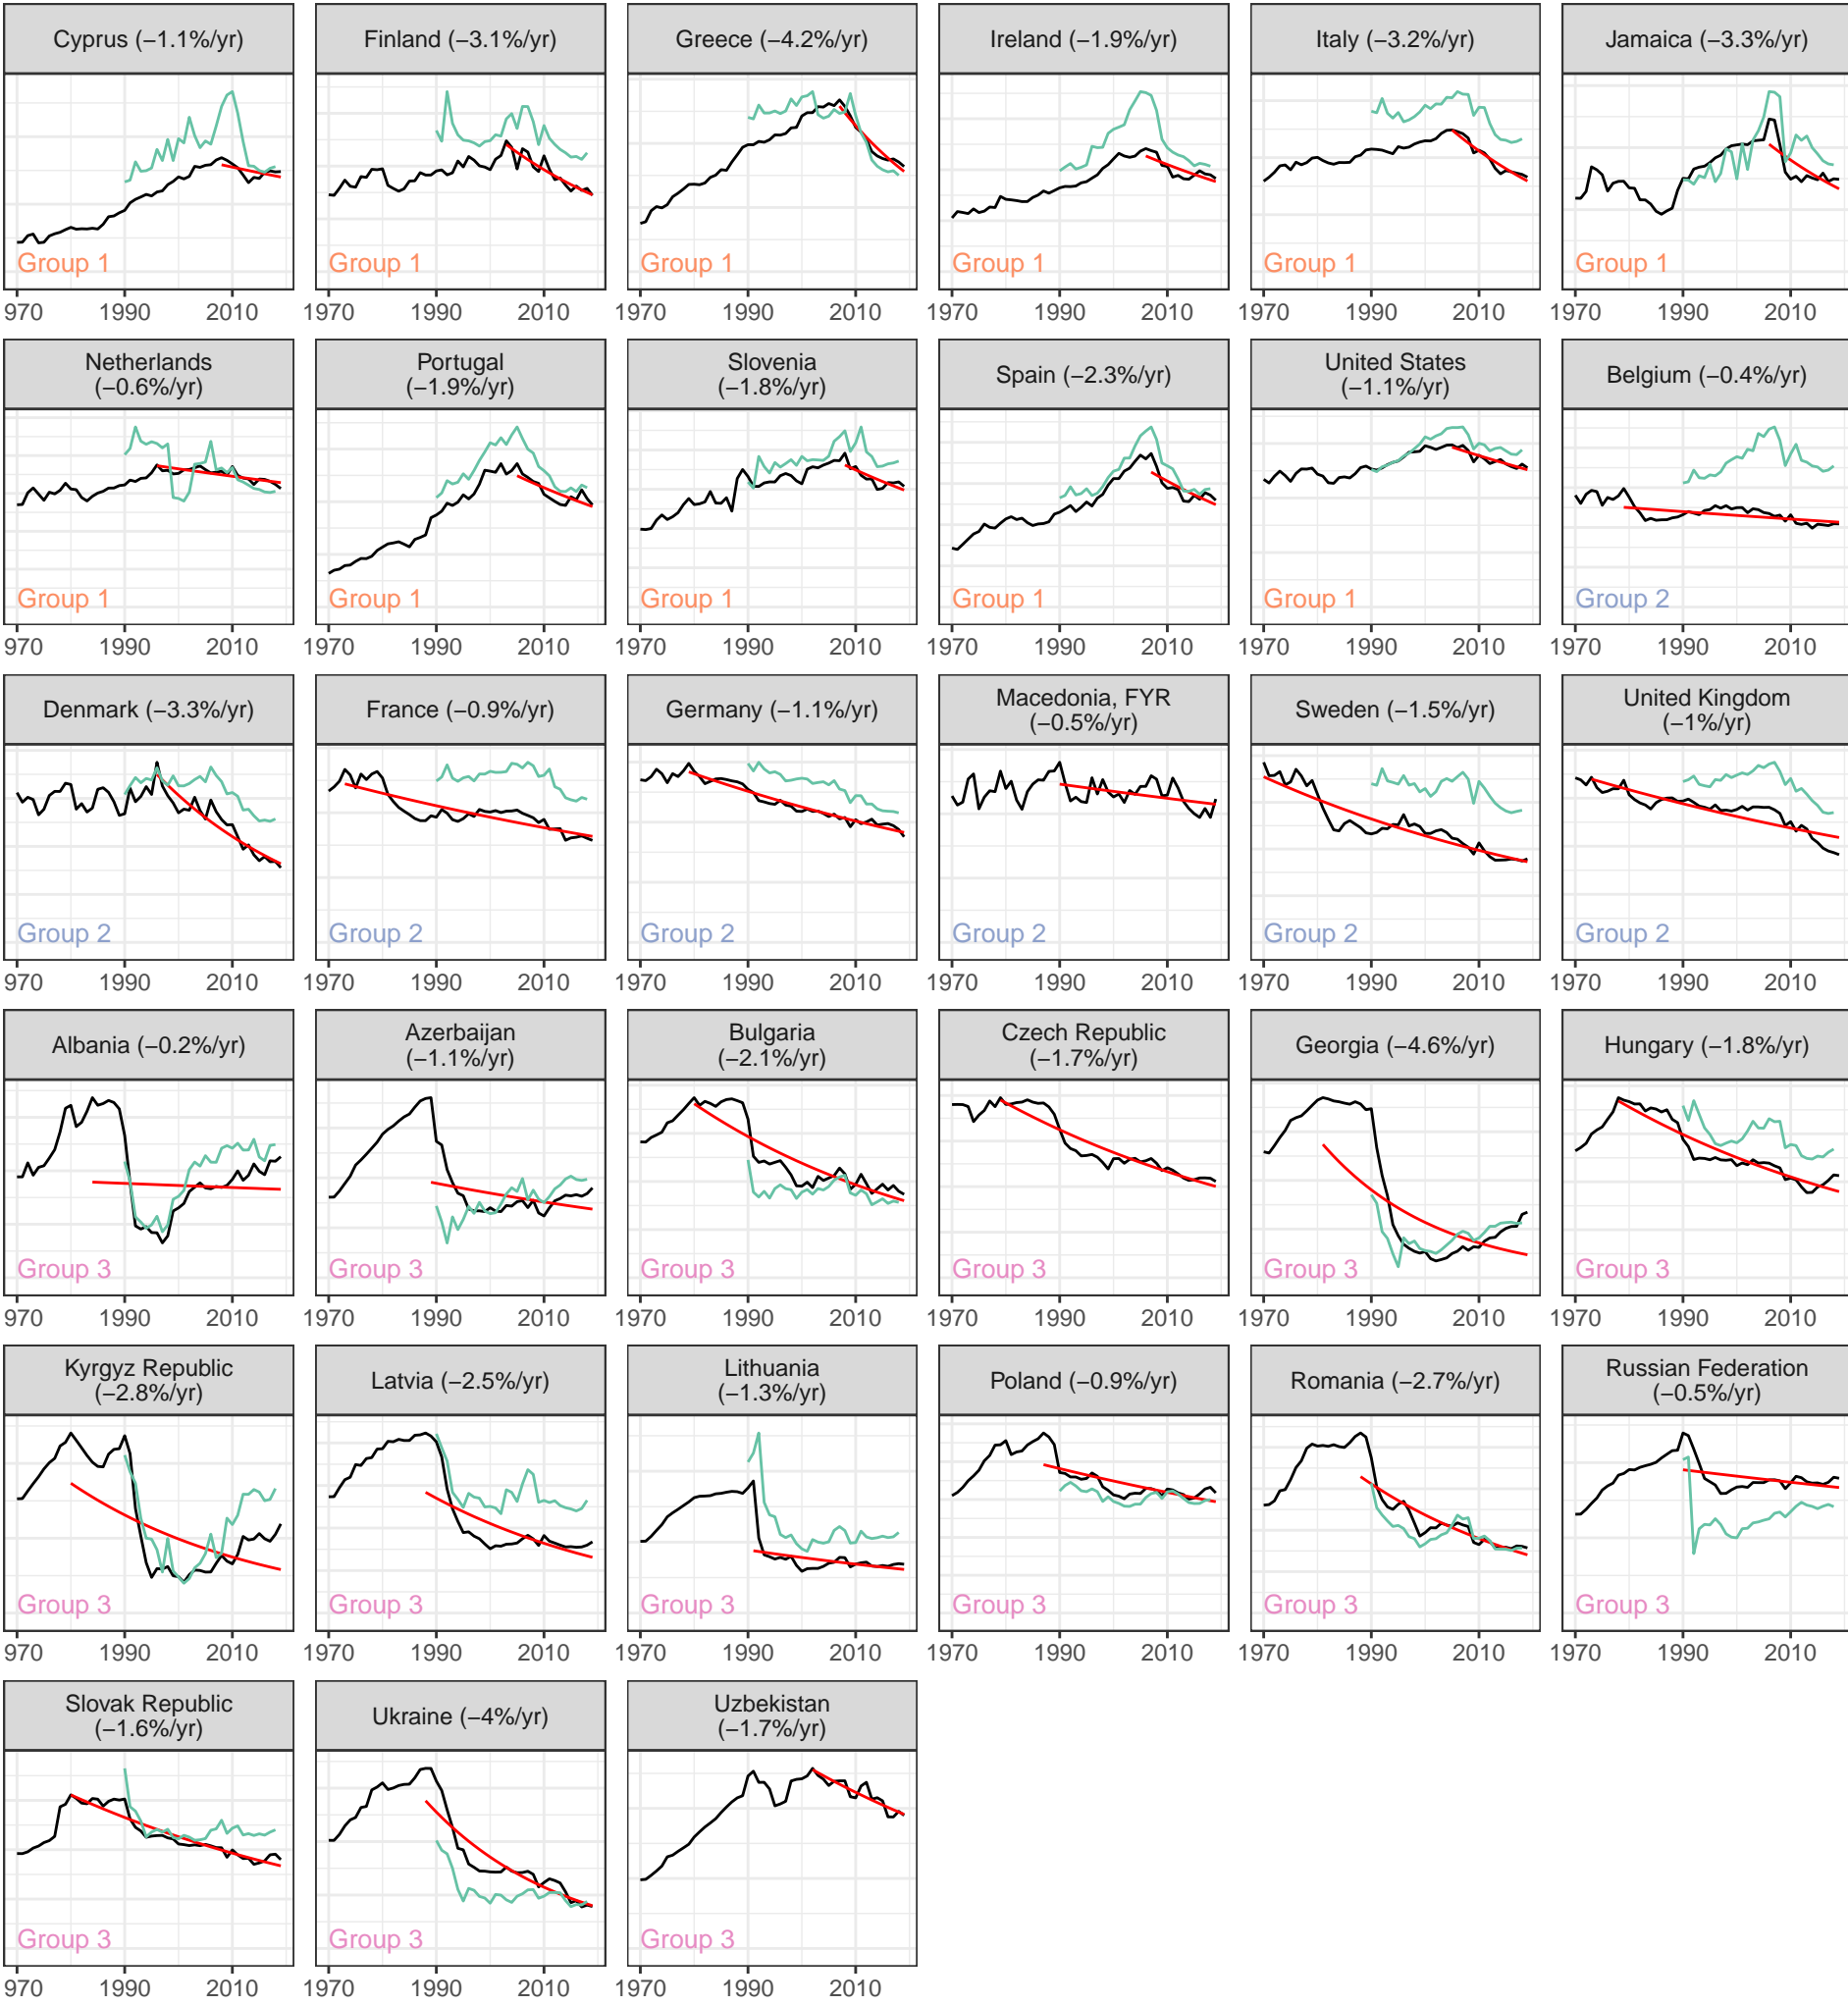 Cyprus (−1.1%/yr)
Finland (−3.1%/yr)
Greece (−4.2%/yr)
Ireland (−1.9%/yr)
Italy (−3.2%/yr)
Jamaica (−3.3%/yr)
Group 1
Group 1
Group 1
Group 1
Group 1
Group 1
970 1990 2010
1970 1990 2010
1970 1990 2010
1970 1990 2010
1970 1990 2010
1970 1990 2010
Netherlands
(−0.6%/yr)
Portugal
(−1.9%/yr)
Slovenia
(−1.8%/yr)
Spain (−2.3%/yr)
United States
(−1.1%/yr)
Belgium (−0.4%/yr)
Group 1
Group 1
Group 1
Group 1
Group 1
Group 2
970 1990 2010
1970 1990 2010
1970 1990 2010
1970 1990 2010
1970 1990 2010
1970 1990 2010
Denmark (−3.3%/yr)
France (−0.9%/yr)
Germany (−1.1%/yr)
Macedonia, FYR
(−0.5%/yr)
Sweden (−1.5%/yr)
United Kingdom
(−1%/yr)
Group 2
Group 2
Group 2
Group 2
Group 2
Group 2
970 1990 2010
1970 1990 2010
1970 1990 2010
1970 1990 2010
1970 1990 2010
1970 1990 2010
Albania (−0.2%/yr)
Azerbaijan
(−1.1%/yr)
Bulgaria
(−2.1%/yr)
Czech Republic
(−1.7%/yr)
Georgia (−4.6%/yr)
Hungary (−1.8%/yr)
Group 3
Group 3
Group 3
Group 3
Group 3
Group 3
970 1990 2010
1970 1990 2010
1970 1990 2010
1970 1990 2010
1970 1990 2010
1970 1990 2010
Kyrgyz Republic
(−2.8%/yr)
Latvia (−2.5%/yr)
Lithuania
(−1.3%/yr)
Poland (−0.9%/yr)
Romania (−2.7%/yr)
Russian Federation
(−0.5%/yr)
Group 3
Group 3
Group 3
Group 3
Group 3
Group 3
970 1990 2010
1970 1990 2010
1970 1990 2010
1970 1990 2010
1970 1990 2010
1970 1990 2010
Slovak Republic
(−1.6%/yr)
Ukraine (−4%/yr)
Uzbekistan
(−1.7%/yr)
Group 3
Group 3
Group 3
970 1990 2010
1970 1990 2010
1970 1990 2010